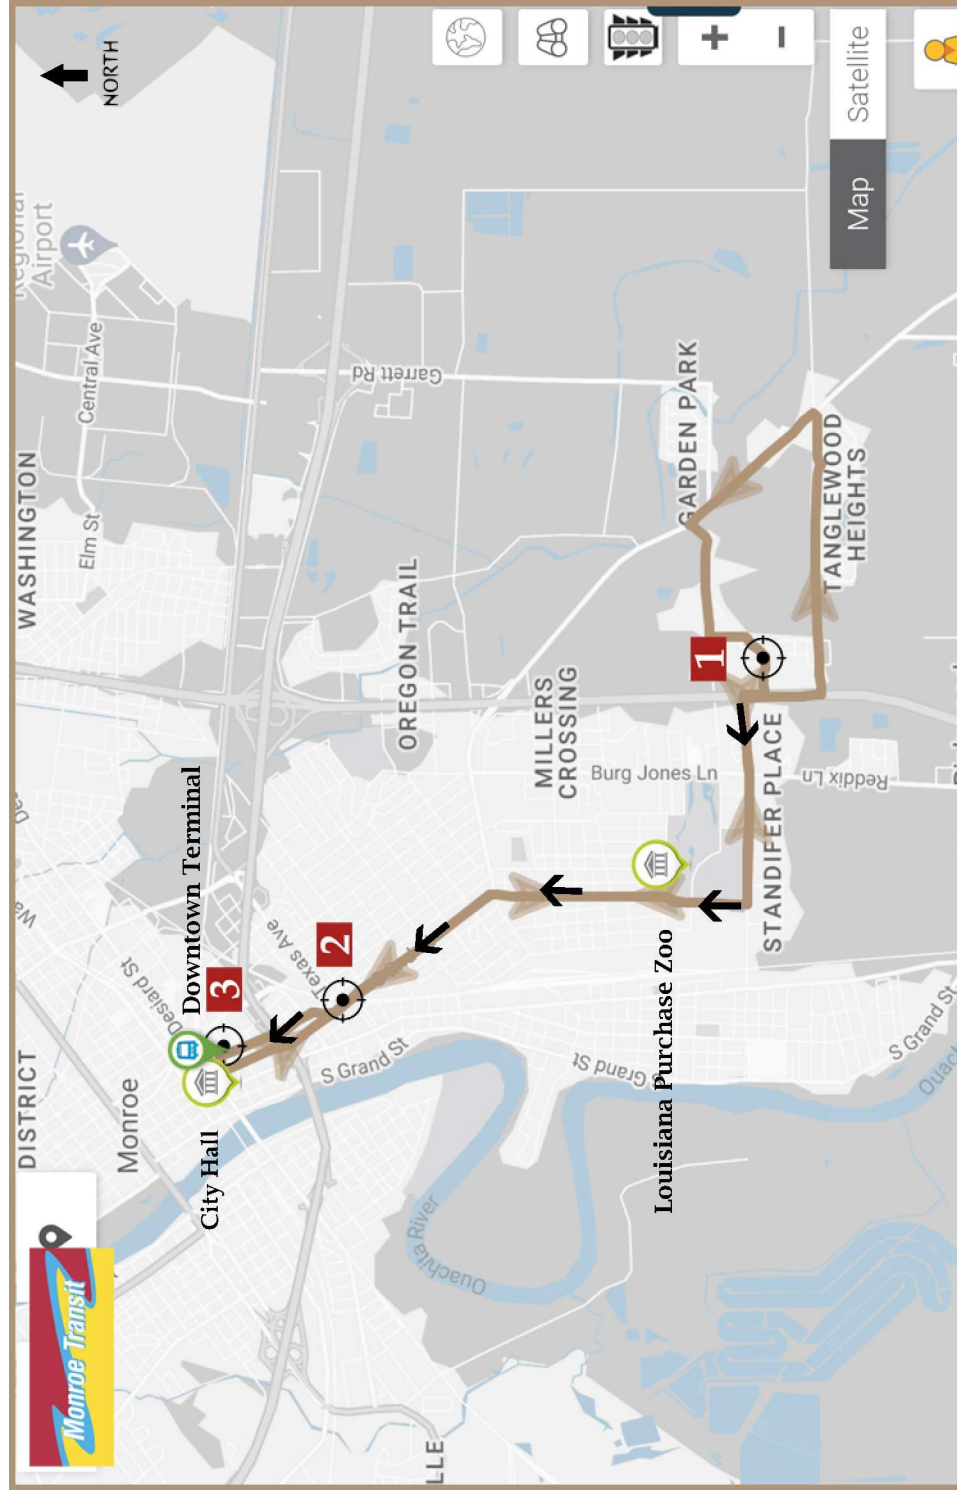 Monroe Transit
DISTRICT
WASHINGTON
Regional
Airport
NORTH
Monroe
Elm St
Central Ave
Desiard St
City Hall
Downtown Terminal
3
Texas Ave
2
S Grand St
Garrett Rd
OREGON TRAIL
Ouachita River
LLE
MILLERS
CROSSING
S Grand St
Burg Jones Ln
Louisiana Purchase Zoo
GARDEN PARK
1
STANDIFER PLACE
TANGLEWOOD
HEIGHTS
Reddix Ln
Map
Satellite
S Grand St